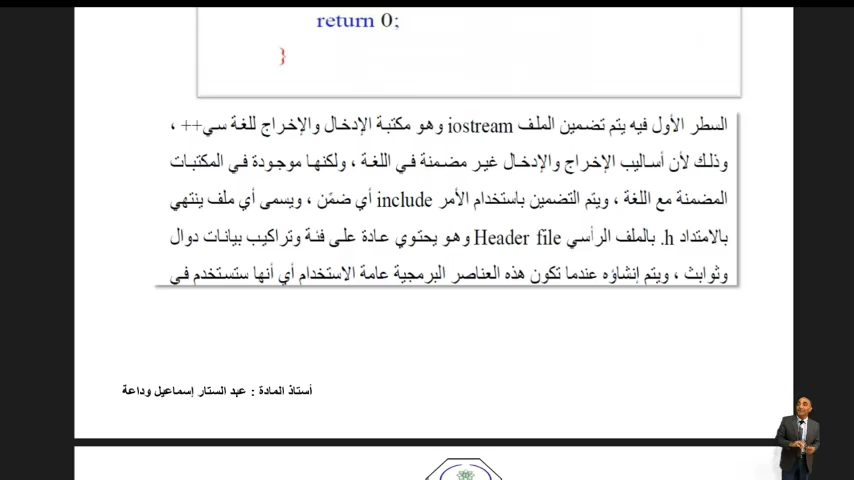 return 0;
}
السطر الأول فيه يتم تضمين الملف iostream وهو مكتبة الإدخال والإخراج للغة سي++ ،
وذلك لأن أساليب الإخراج والإدخال غير مضمنة في اللغة ، ولكنها موجودة في المكتبات
المضمنة مع اللغة ، ويتم التضمين باستخدام الأمر include أي ضمّن ، ويسمى أي ملف ينتهي
بالامتداد .h بالملف الرأسي Header file وهو يحتوي عادة على فئة وتراكيب بيانات دوال
وثوابث ، ويتم إنشاؤه عندما تكون هذه العناصر البرمجية عامة الاستخدام أي أنها ستستخدم في
أستاذ المادة : عبد الستار إسماعيل وداعة